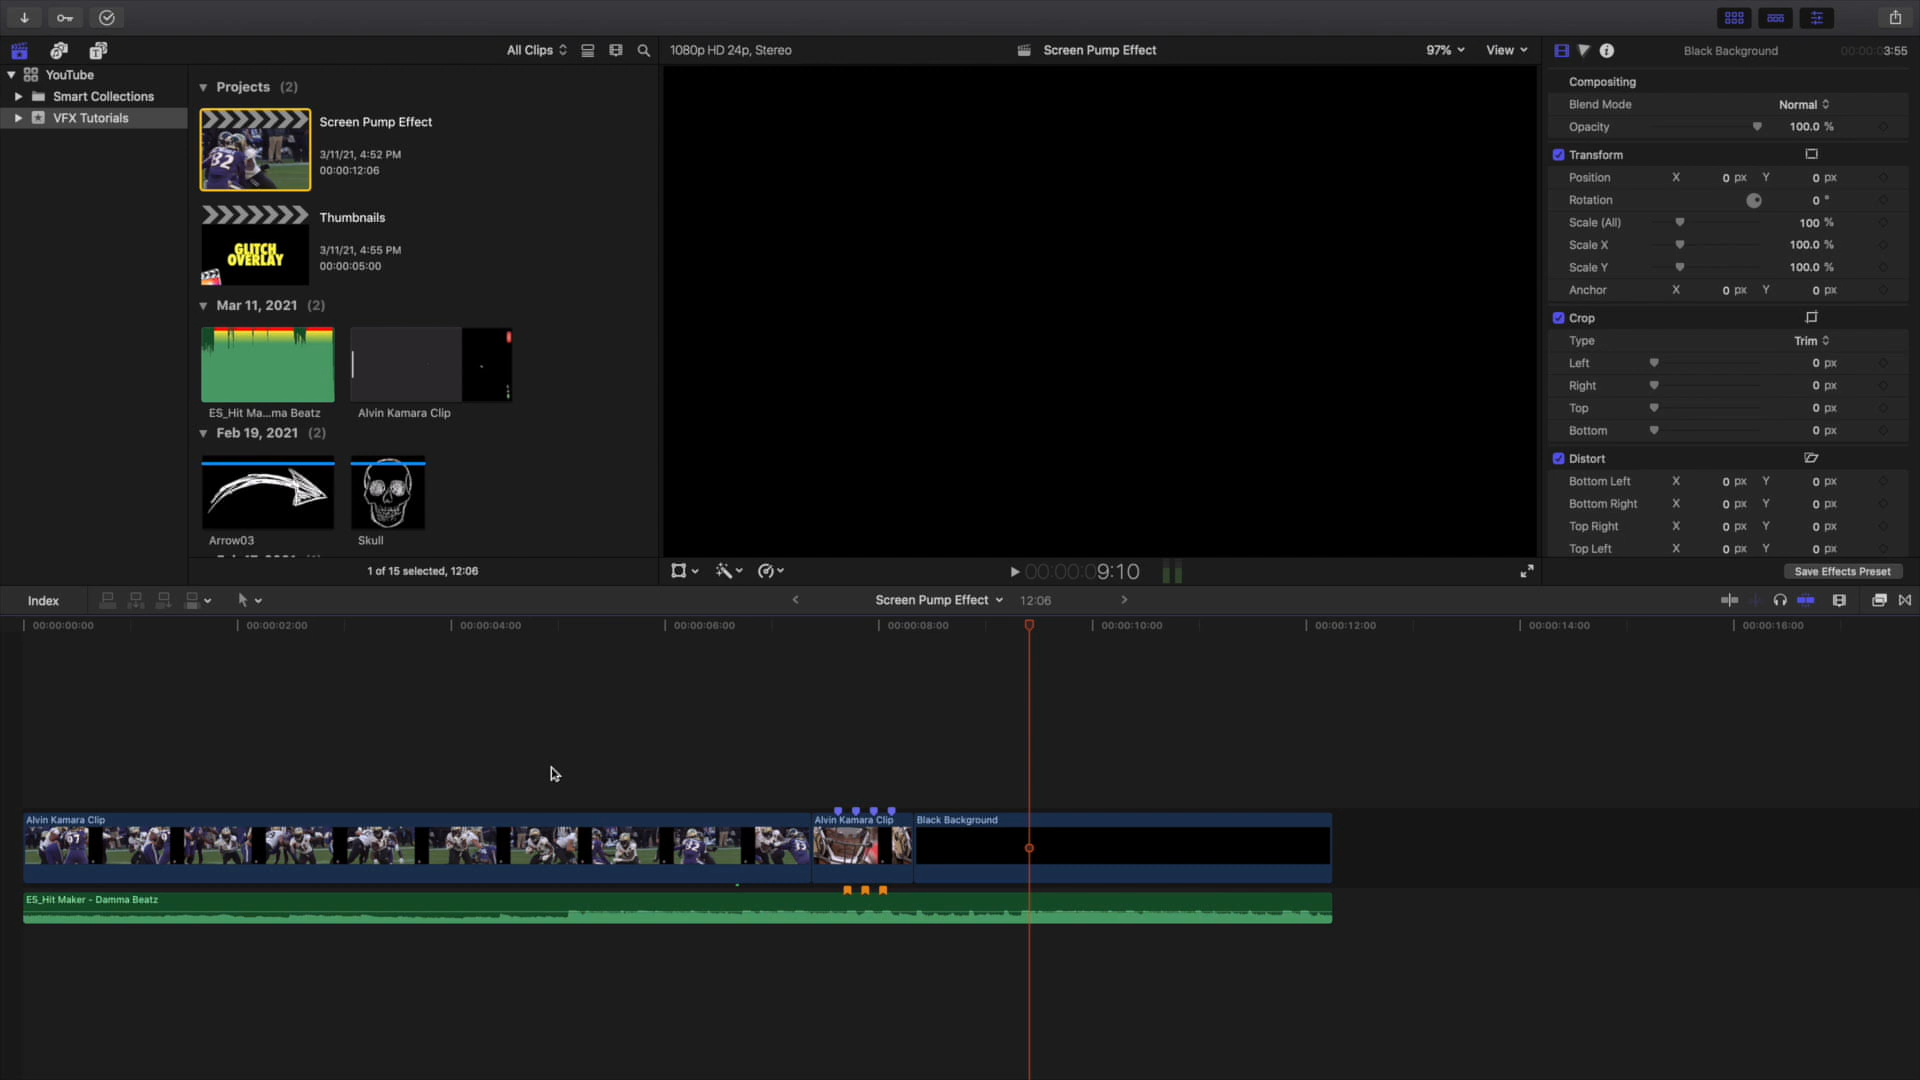 All Clips
1080p HD 24p, Stereo
Screen Pump Effect
97%
View
Black Background
00:00:03:55
YouTube
Smart Collections
VFX Tutorials
Projects (2)
Screen Pump Effect
3/11/21, 4:52 PM
00:00:12:06
Thumbnails
3/11/21, 4:55 PM
00:00:05:00
GLITCH
OVERLAY
Mar 11, 2021 (2)
ES_Hit Ma...ma Beatz
Alvin Kamara Clip
Feb 19, 2021 (2)
Arrow03
Skull
1 of 15 selected, 12:06
Compositing
Blend Mode Normal
Opacity 100.0 %
Transform
Position X 0 px Y 0 px
Rotation 0 °
Scale (All) 100 %
Scale X 100.0 %
Scale Y 100.0 %
Anchor X 0 px Y 0 px
Crop
Type Trim
Left 0 px
Right 0 px
Top 0 px
Bottom 0 px
Distort
Bottom Left X 0 px Y 0 px
Bottom Right X 0 px Y 0 px
Top Right X 0 px Y 0 px
Top Left X 0 px Y 0 px
Save Effects Preset
00:00:09:10
Index
Screen Pump Effect
12:06
00:00:00:00
00:00:02:00
00:00:04:00
00:00:06:00
00:00:08:00
00:00:10:00
00:00:12:00
00:00:14:00
00:00:16:00
Alvin Kamara Clip
Alvin Kamara Clip
Black Background
ES_Hit Maker - Damma Beatz